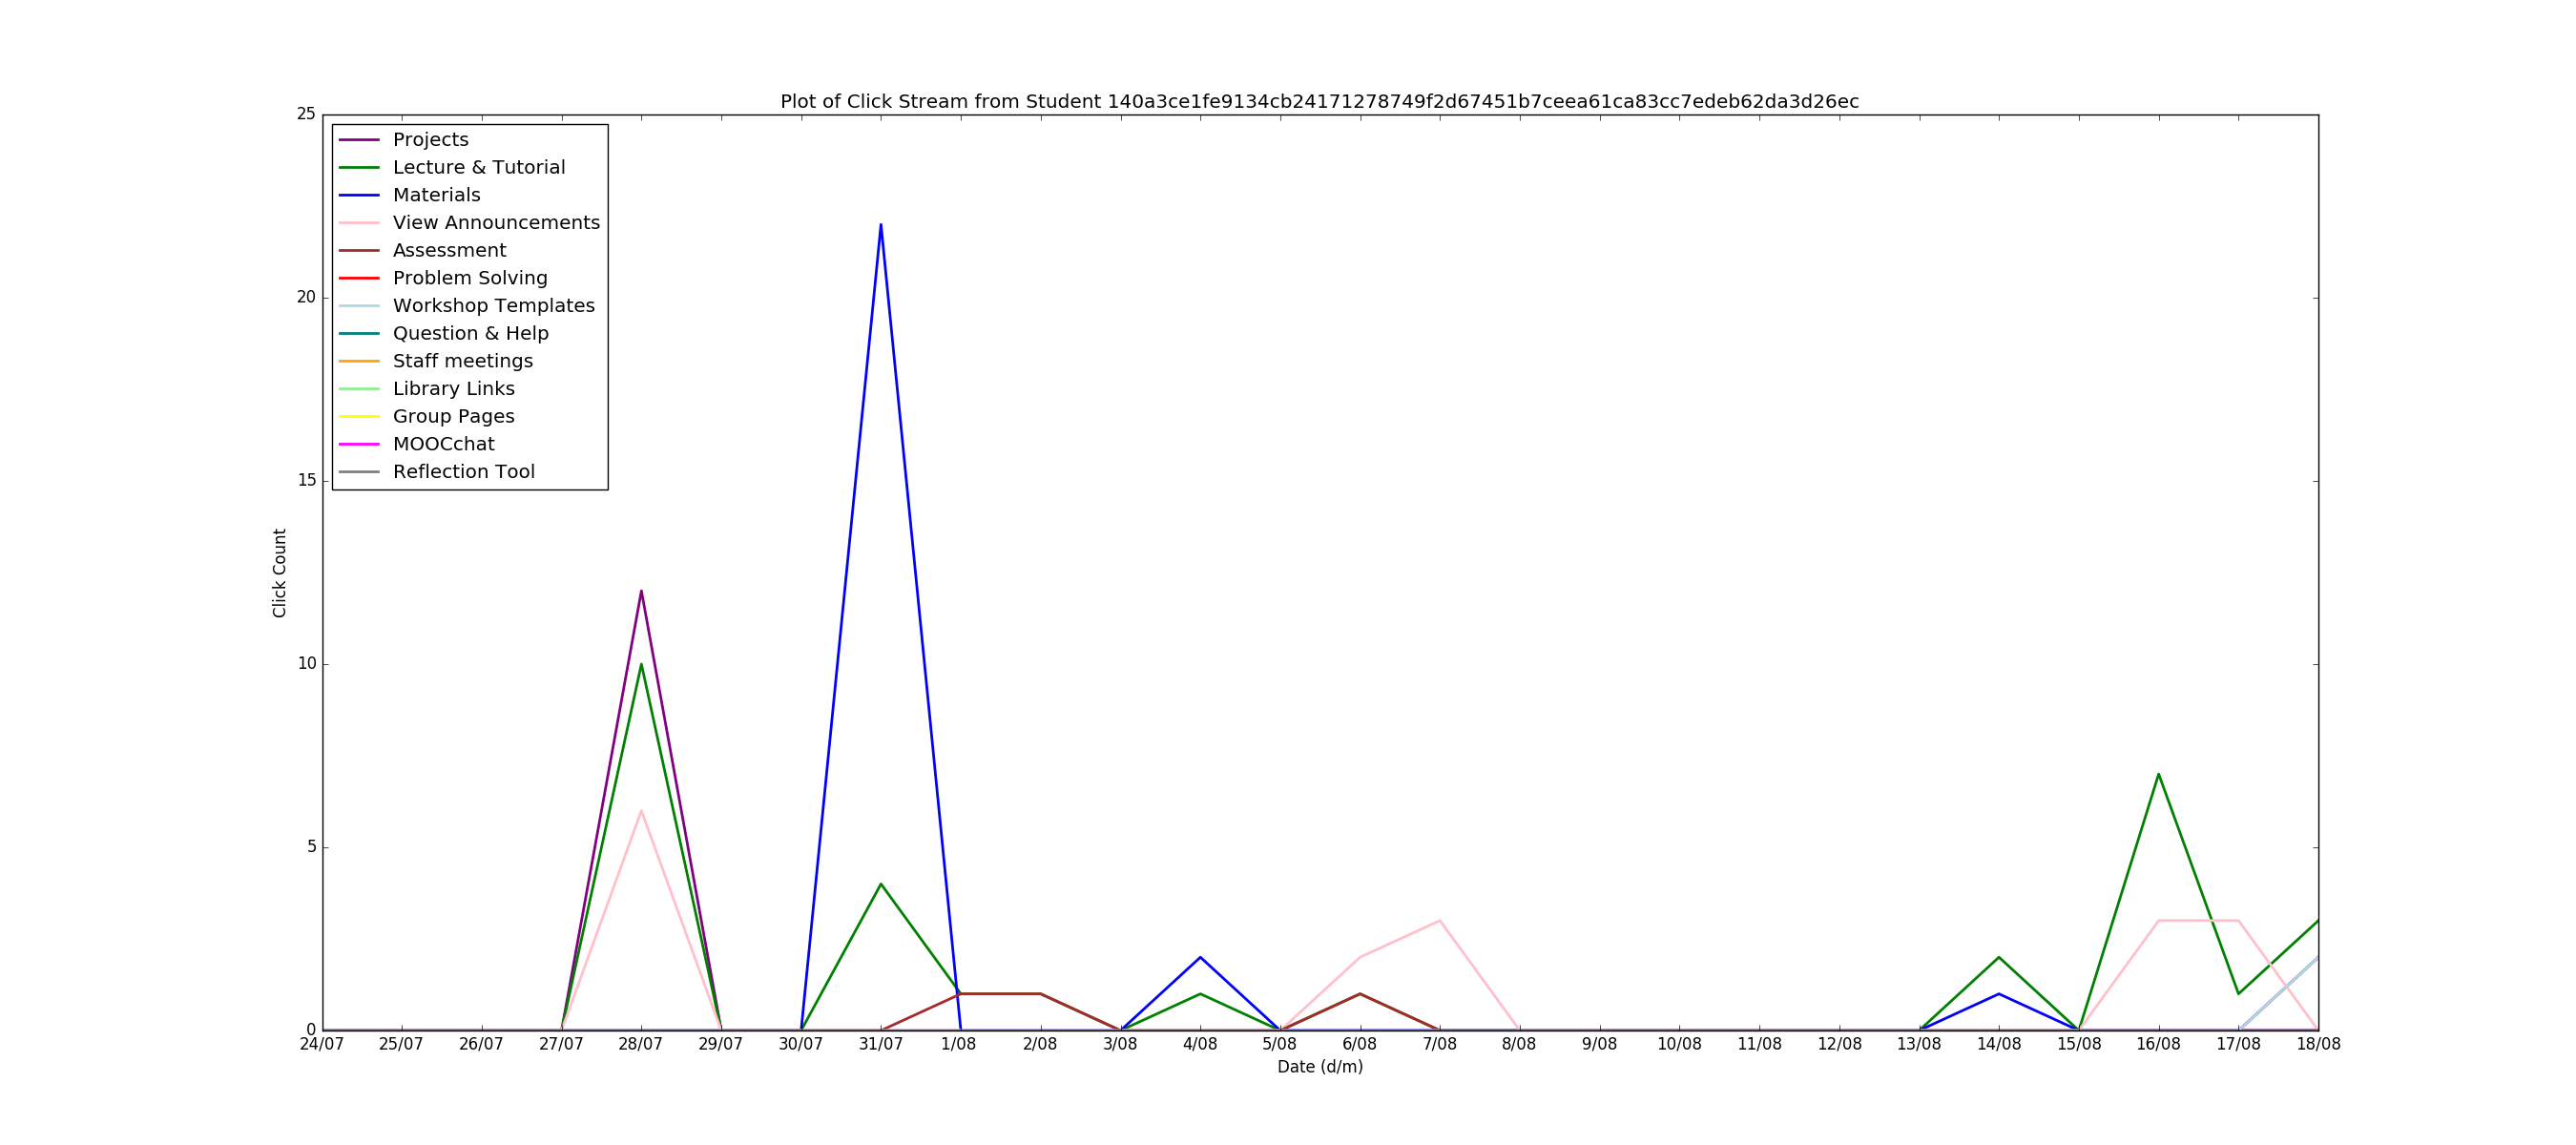 Plot of Click Stream from Student 140a3ce1fe9134cb24171278749f2d67451b7ceea61ca83cc7edeb62da3d26ec
25
20
15
10
5
0
Click Count
Projects
Lecture & Tutorial
Materials
View Announcements
Assessment
Problem Solving
Workshop Templates
Question & Help
Staff meetings
Library Links
Group Pages
MOOCchat
Reflection Tool
24/07 25/07 26/07 27/07 28/07 29/07 30/07 31/07 1/08 2/08 3/08 4/08 5/08 6/08 7/08 8/08 9/08 10/08 11/08 12/08 13/08 14/08 15/08 16/08 17/08 18/08
Date (d/m)